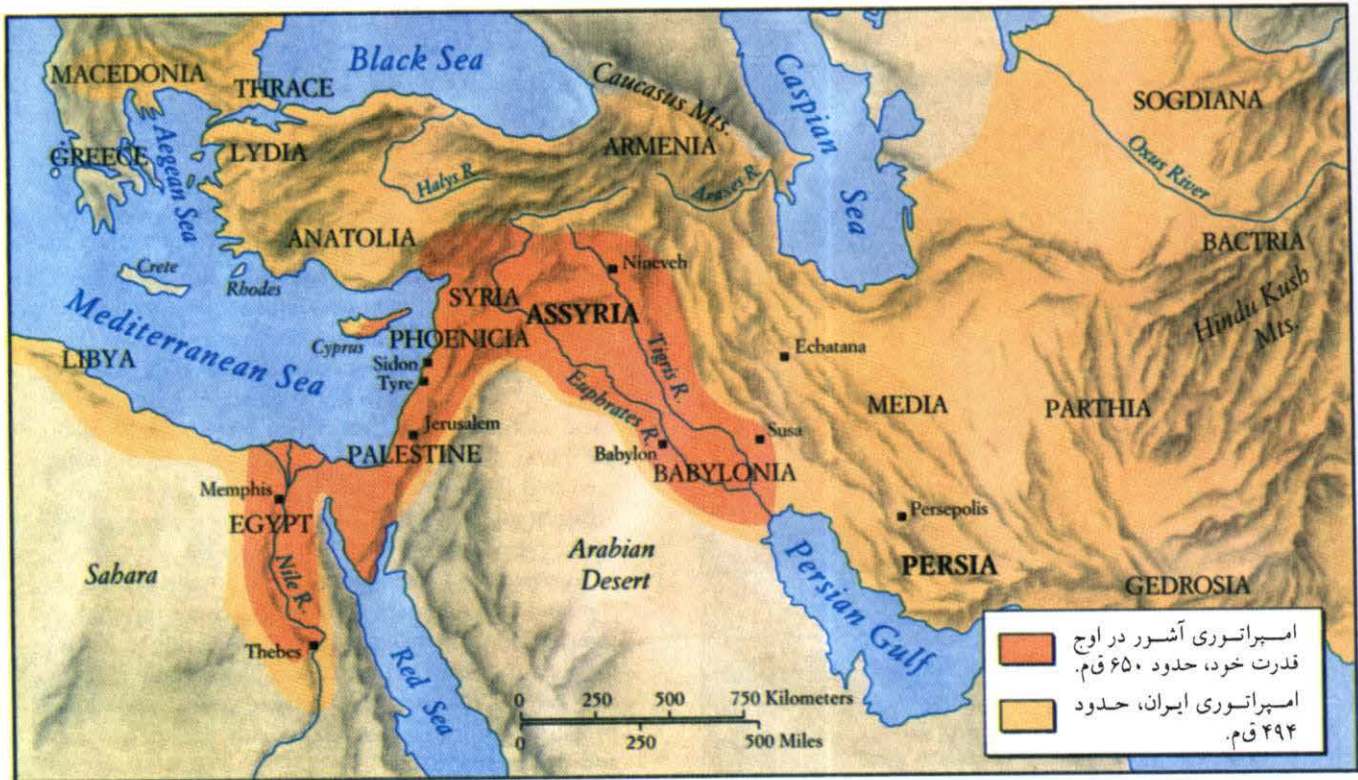 Black Sea
MACEDONIA
THRACE
Caucasus Mts.
Caspian
Sea
SOGDIANA
GREECE
Aegean Sea
LYDIA
ARMENIA
Oxus River
Halys R.
Araxes R.
ANATOLIA
BACTRIA
Crete
Rhodes
Nineveh
Hindu Kush
Mts.
SYRIA
ASSYRIA
Mediterranean Sea
Cyprus
PHOENICIA
Tigris R.
LIBYA
Sidon
Tyre
Ecbatana
Euphrates R.
MEDIA
PARTHIA
Jerusalem
Susa
PALESTINE
Babylon
BABYLONIA
Memphis
EGYPT
Persepolis
Sahara
Arabian
Desert
PERSIA
Nile R.
Persian Gulf
GEDROSIA
Thebes
Red Sea
0 250 500 750 Kilometers
0 250 500 Miles
امپراتوری آشور در اوج
قدرت خود، حدود ۶۵۰ ق‌م.
امپراتوری ایران، حدود
۴۹۴ ق‌م.